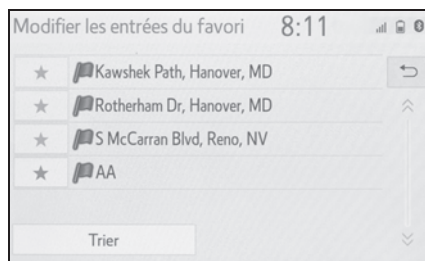 Modifier les entrées du favori 8:11
Kawshek Path, Hanover, MD
Rotherham Dr, Hanover, MD
S McCarran Blvd, Reno, NV
AA
Trier